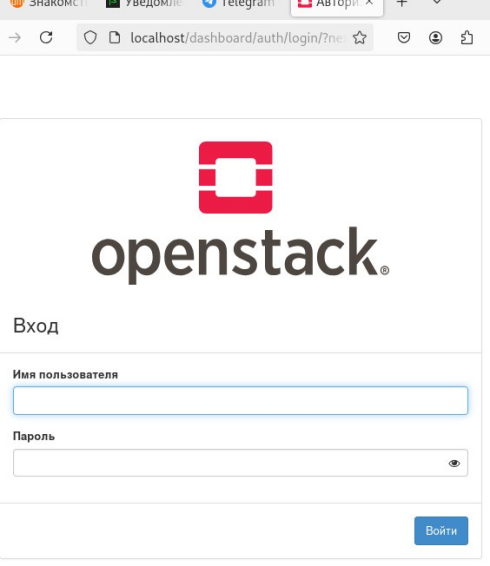 Знакомст Уведомле Telegram Автори × +
localhost/dashboard/auth/login/?ne
openstack.®
Вход
Имя пользователя
Пароль
Войти